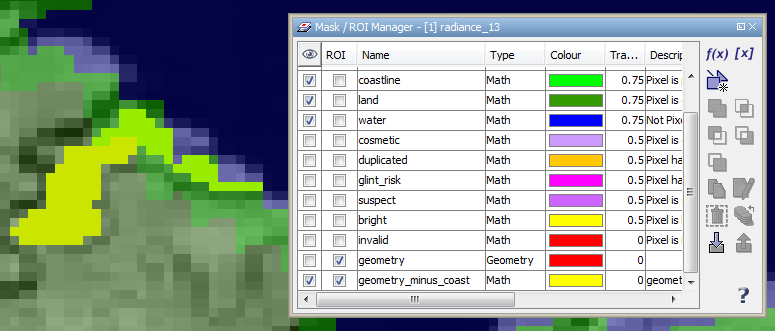 Mask / ROI Manager - [1] radiance_13
ROI Name Type Colour Tra... Descrip
f(x) [x]
coastline Math 0.75 Pixel is
land Math 0.75 Pixel is
water Math 0.75 Not Pixe
cosmetic Math 0.5 Pixel is
duplicated Math 0.5 Pixel ha
glint_risk Math 0.5 Pixel ha
suspect Math 0.5 Pixel is
bright Math 0.5 Pixel is
invalid Math 0 Pixel is
geometry Geometry 0
geometry_minus_coast Math 0 geomet
?